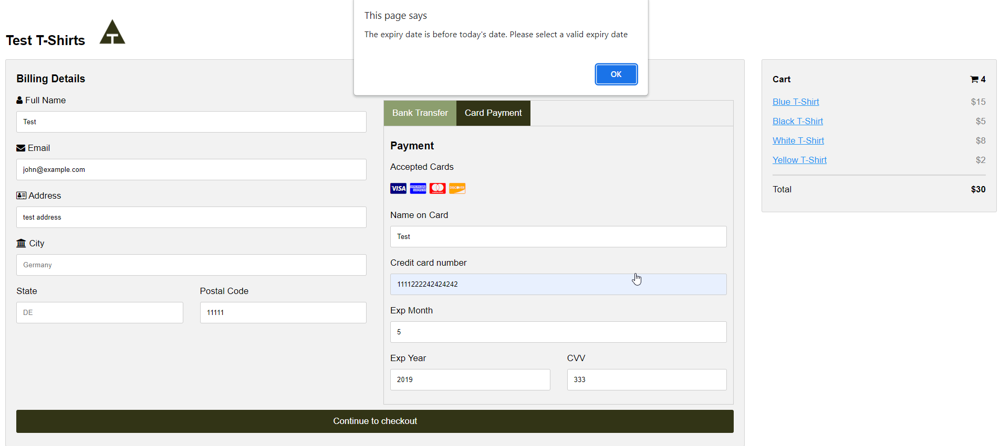 This page says
The expiry date is before today's date. Please select a valid expiry date
OK
Test T-Shirts
T
Billing Details
Full Name
Test
Email
john@example.com
Address
test address
City
Germany
State
Postal Code
DE
11111
Bank Transfer
Card Payment
Payment
Accepted Cards
VISA
AMERICAN EXPRESS
mastercard
DISCOVER
Name on Card
Test
Credit card number
1111222242424242
Exp Month
5
Exp Year
CVV
2019
333
Continue to checkout
Cart 4
Blue T-Shirt $15
Black T-Shirt $5
White T-Shirt $8
Yellow T-Shirt $2
Total $30